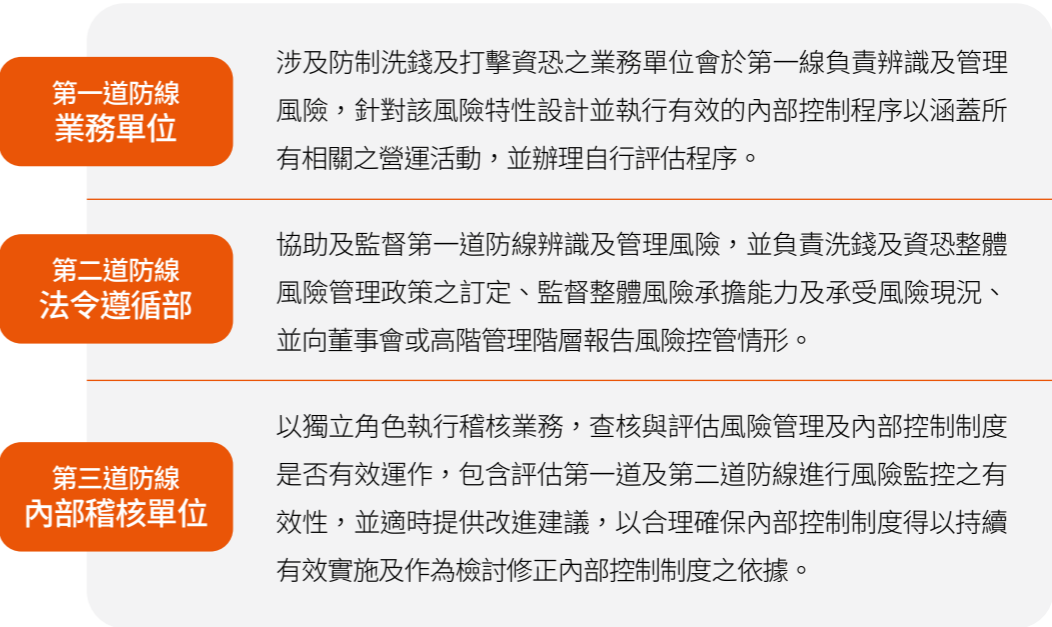 第一道防線
業務單位
涉及防制洗錢及打擊資恐之業務單位會於第一線負責辨識及管理
風險，針對該風險特性設計並執行有效的內部控制程序以涵蓋所
有相關之營運活動，並辦理自行評估程序。
第二道防線
法令遵循部
協助及監督第一道防線辨識及管理風險，並負責洗錢及資恐整體
風險管理政策之訂定、監督整體風險承擔能力及承受風險現況、
並向董事會或高階管理階層報告風險控管情形。
第三道防線
內部稽核單位
以獨立角色執行稽核業務，查核與評估風險管理及內部控制制度
是否有效運作，包含評估第一道及第二道防線進行風險監控之有
效性，並適時提供改進建議，以合理確保內部控制制度得以持續
有效實施及作為檢討修正內部控制制度之依據。